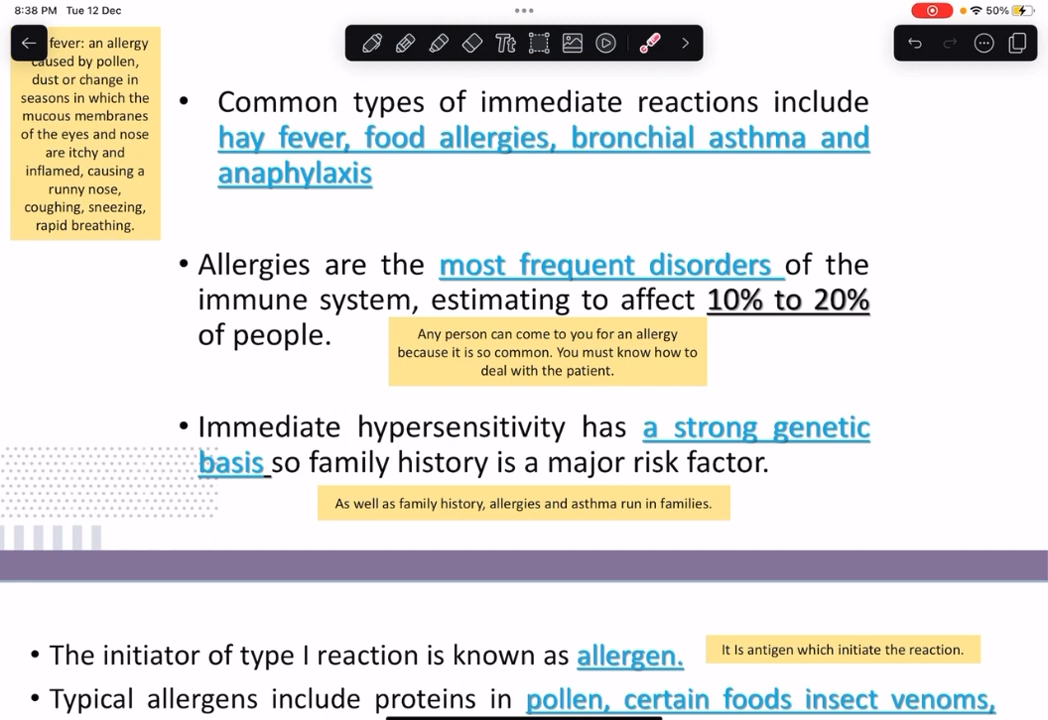 8:38 PM Tue 12 Dec
50%
fever: an allergy
caused by pollen,
dust or change in
seasons in which the
mucous membranes
of the eyes and nose
are itchy and
inflamed, causing a
runny nose,
coughing, sneezing,
rapid breathing.
Tt
• Common types of immediate reactions include
hay fever, food allergies, bronchial asthma and
anaphylaxis
• Allergies are the most frequent disorders of the
immune system, estimating to affect 10% to 20%
of people.
Any person can come to you for an allergy
because it is so common. You must know how to
deal with the patient.
• Immediate hypersensitivity has a strong genetic
basis so family history is a major risk factor.
As well as family history, allergies and asthma run in families.
• The initiator of type I reaction is known as allergen.
It Is antigen which initiate the reaction.
• Typical allergens include proteins in pollen, certain foods insect venoms,